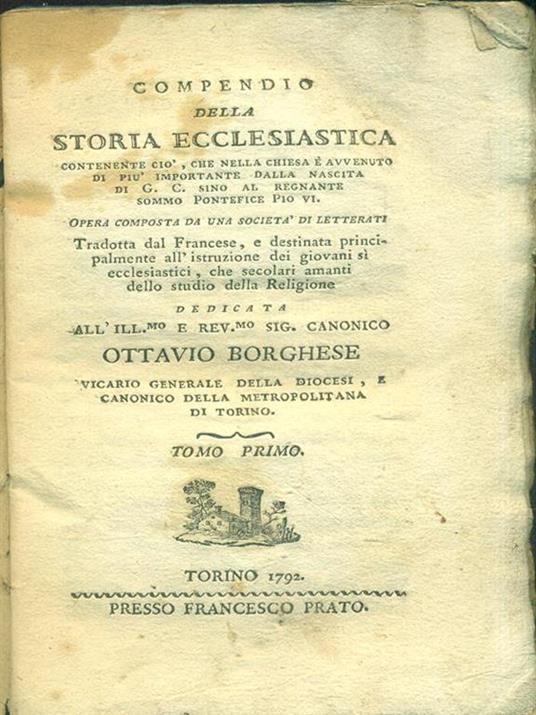 COMPENDIO
DELLA
STORIA ECCLESIASTICA
CONTENENTE CIO', CHE NELLA CHIESA È AVVENUTO
DI PIU' IMPORTANTE DALLA NASCITA
DI G. C. SINO AL REGNANTE
SOMMO PONTEFICE PIO VI.
OPERA COMPOSTA DA UNA SOCIETA' DI LETTERATI
Tradotta dal Francese, e destinata princi-
palmente all'istruzione dei giovani sì
ecclesiastici, che secolari amanti
dello studio della Religione
DEDICATA
ALL'ILL.MO E REV.MO SIG. CANONICO
OTTAVIO BORGHESE
VICARIO GENERALE DELLA DIOCESI, E
CANONICO DELLA METROPOLITANA
DI TORINO.
TOMO PRIMO.
TORINO 1792.
PRESSO FRANCESCO PRATO.